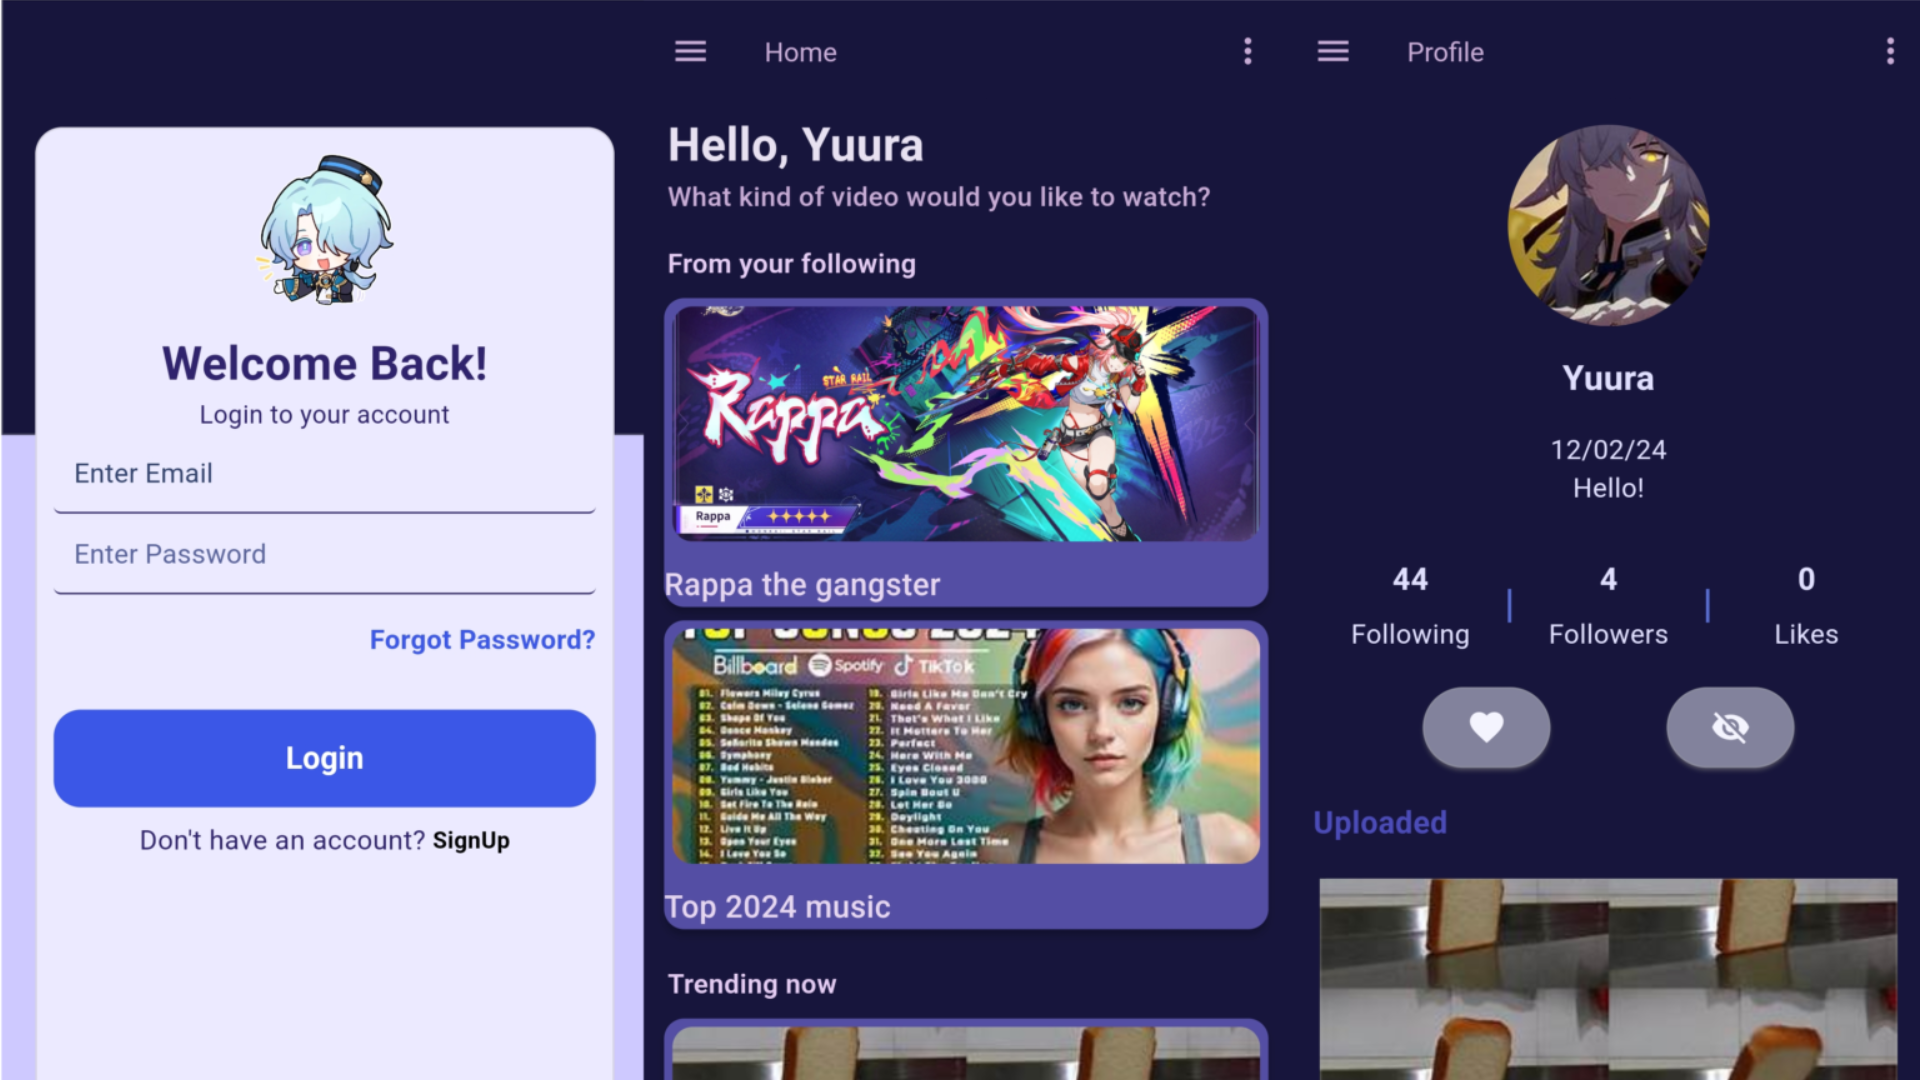 Welcome Back!
Login to your account
Enter Email
Enter Password
Forgot Password?
Login
Don't have an account? SignUp
Home
Hello, Yuura
What kind of video would you like to watch?
From your following
STAR RAIL
Rappa
Rappa
Rappa the gangster
TOP SONGS 2024
Billboard Spotify TikTok
01. Flowers Miley Cyrus
02. Calm Down - Selena Gomez
03. Shape Of You
04. Dance Monkey
05. Señorita Shawn Mendes
06. Symphony
07. Bad Habits
08. Yummy - Justin Bieber
09. Girls Like You
10. Set Fire To The Rain
11. Guide Me All The Way
12. Live It Up
13. Open Your Eyes
14. I Love You So
19. Girls Like Me Don't Cry
20. Need A Favor
21. That's What I Like
22. It Matters To Her
23. Perfect
24. Here With Me
25. Eyes Closed
26. I Love You 3000
27. Spin Bout U
28. Let Her Go
29. Daylight
30. Cheating On You
31. One More Last Time
32. See You Again
Top 2024 music
Trending now
Profile
Yuura
12/02/24
Hello!
44
Following
4
Followers
0
Likes
Uploaded